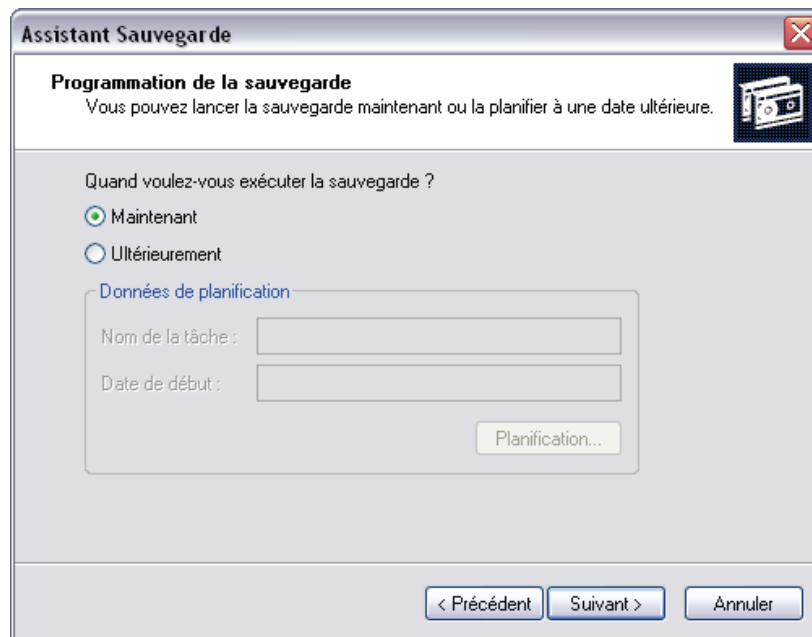 Assistant Sauvegarde
Programmation de la sauvegarde
Vous pouvez lancer la sauvegarde maintenant ou la planifier à une date ultérieure.
Quand voulez-vous exécuter la sauvegarde ?
Maintenant
Ultérieurement
Données de planification
Nom de la tâche :
Date de début :
Planification...
< Précédent
Suivant >
Annuler